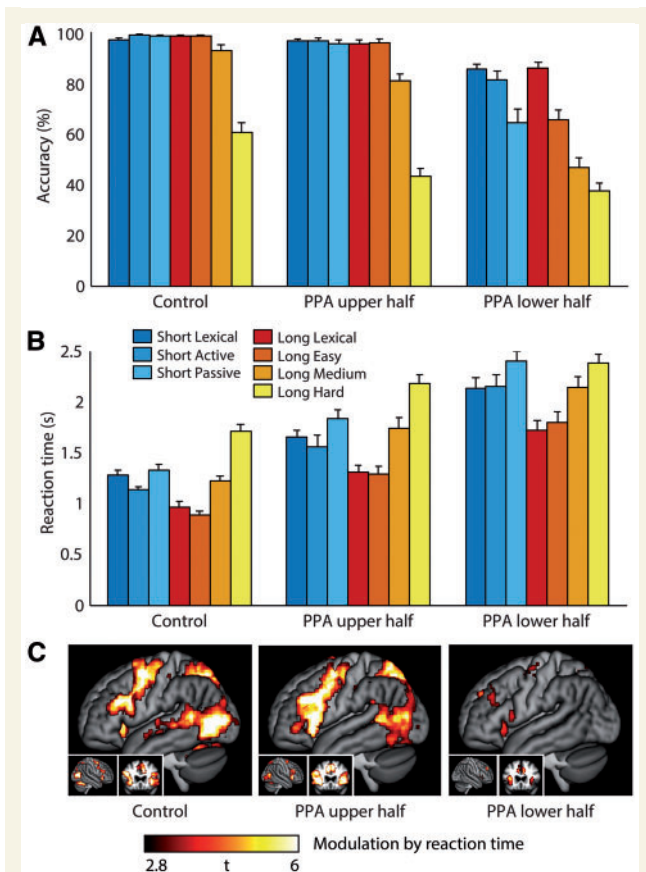 A
Accuracy (%)
100
80
60
40
20
0
Control PPA upper half PPA lower half
B
Short Lexical Long Lexical
Short Active Long Easy
Short Passive Long Medium
Long Hard
Reaction time (s)
2.5
2
1.5
1
0.5
0
Control PPA upper half PPA lower half
C
Control PPA upper half PPA lower half
Modulation by reaction time
2.8 t 6